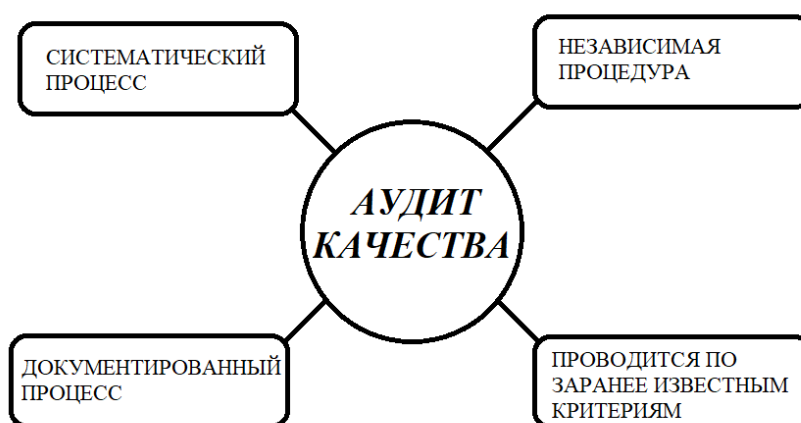 СИСТЕМАТИЧЕСКИЙ
ПРОЦЕСС
НЕЗАВИСИМАЯ
ПРОЦЕДУРА
АУДИТ
КАЧЕСТВА
ДОКУМЕНТИРОВАННЫЙ
ПРОЦЕСС
ПРОВОДИТСЯ ПО
ЗАРАНЕЕ ИЗВЕСТНЫМ
КРИТЕРИЯМ